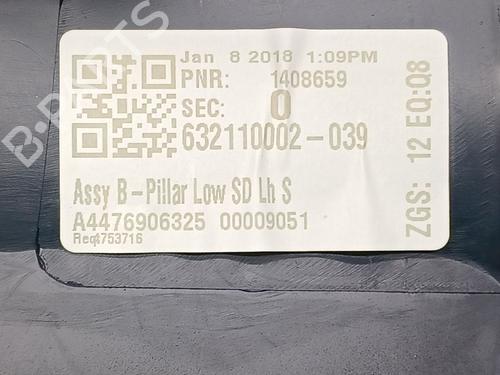 Jan 8 2018 1:09PM
PNR: 1408659
SEC: 0
632110002-039
Assy B-Pillar Low SD Lh S
A4476906325 00009051
Req4753716
ZGS: 12 EQ:Q8
B-PARTS